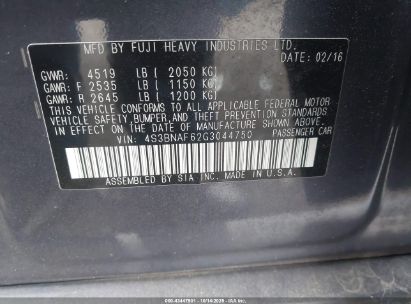 MFD BY FUJI HEAVY INDUSTRIES LTD.
DATE: 02/16
GVWR: 4519 LB ( 2050 KG)
GAWR: F 2535 LB ( 1150 KG)
GAWR: R 2645 LB ( 1200 KG)
THIS VEHICLE CONFORMS TO ALL APPLICABLE FEDERAL MOTOR
VEHICLE SAFETY, BUMPER, AND THEFT PREVENTION STANDARDS
IN EFFECT ON THE DATE OF MANUFACTURE SHOWN ABOVE.
VIN: 4S3BNAF62G3044750 PASSENGER CAR
ASSEMBLED BY SIA, INC. MADE IN U.S.A.